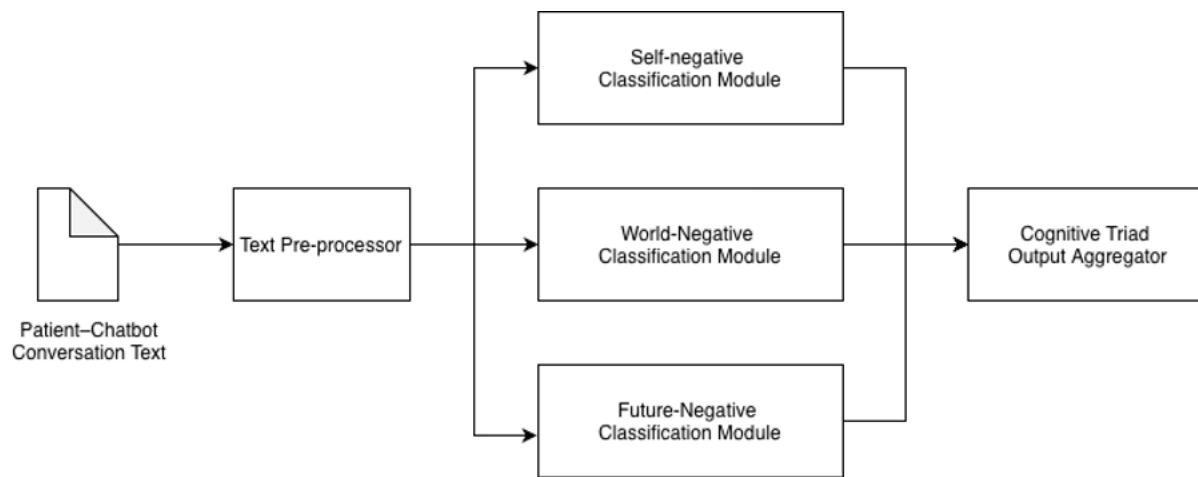 Self-negative
Classification Module
Patient–Chatbot
Conversation Text
Text Pre-processor
World-Negative
Classification Module
Cognitive Triad
Output Aggregator
Future-Negative
Classification Module